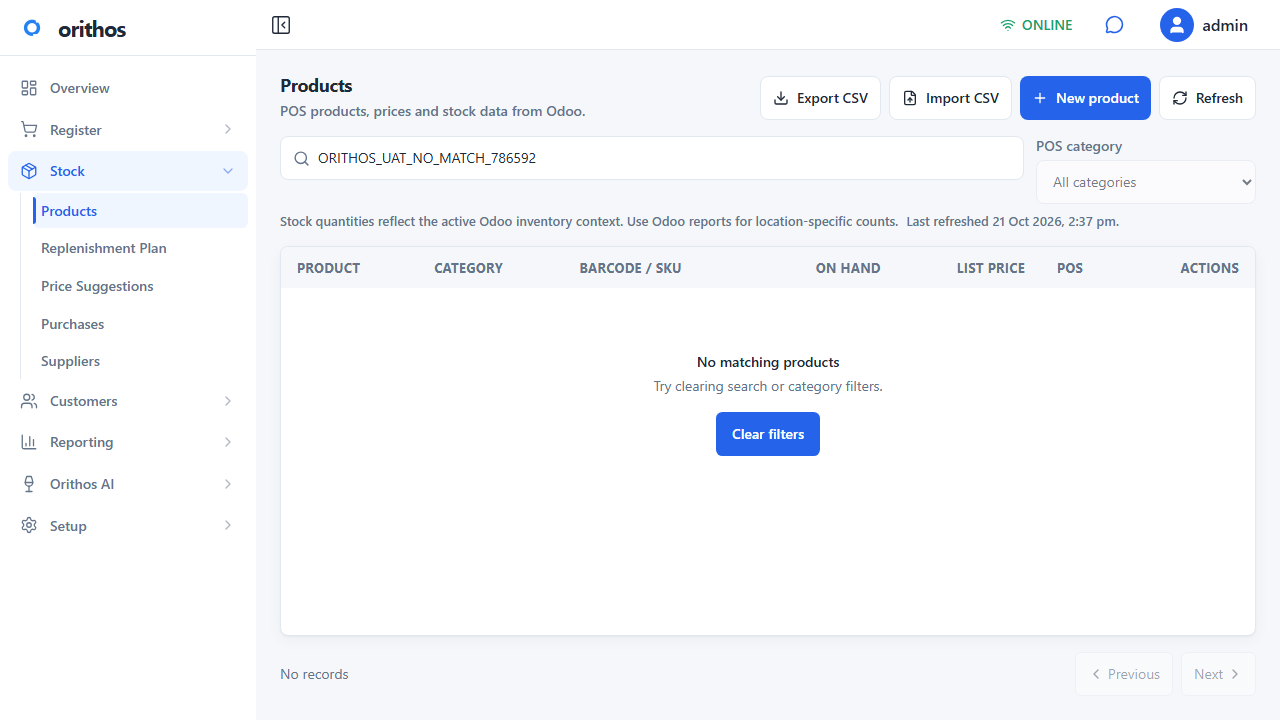 orithos
ONLINE
admin
Overview
Register
Stock
Products
Replenishment Plan
Price Suggestions
Purchases
Suppliers
Customers
Reporting
Orithos AI
Setup
Products
POS products, prices and stock data from Odoo.
Export CSV
Import CSV
New product
Refresh
ORITHOS_UAT_NO_MATCH_786592
POS category
All categories
Stock quantities reflect the active Odoo inventory context. Use Odoo reports for location-specific counts. Last refreshed 21 Oct 2026, 2:37 pm.
PRODUCT CATEGORY BARCODE / SKU ON HAND LIST PRICE POS ACTIONS
No matching products
Try clearing search or category filters.
Clear filters
No records
Previous
Next